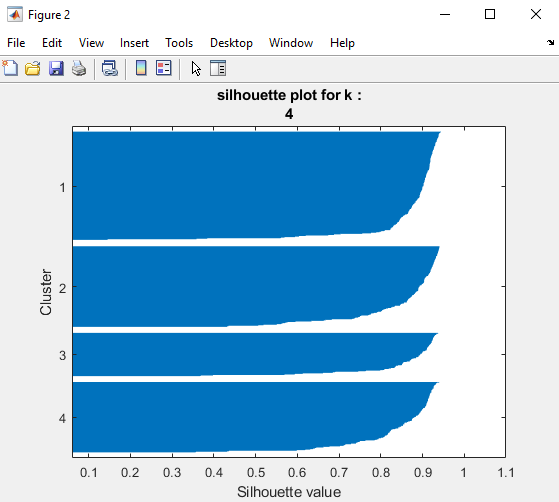 Figure 2
File Edit View Insert Tools Desktop Window Help
silhouette plot for k :
4
1
2
3
4
Cluster
0.1 0.2 0.3 0.4 0.5 0.6 0.7 0.8 0.9 1 1.1
Silhouette value